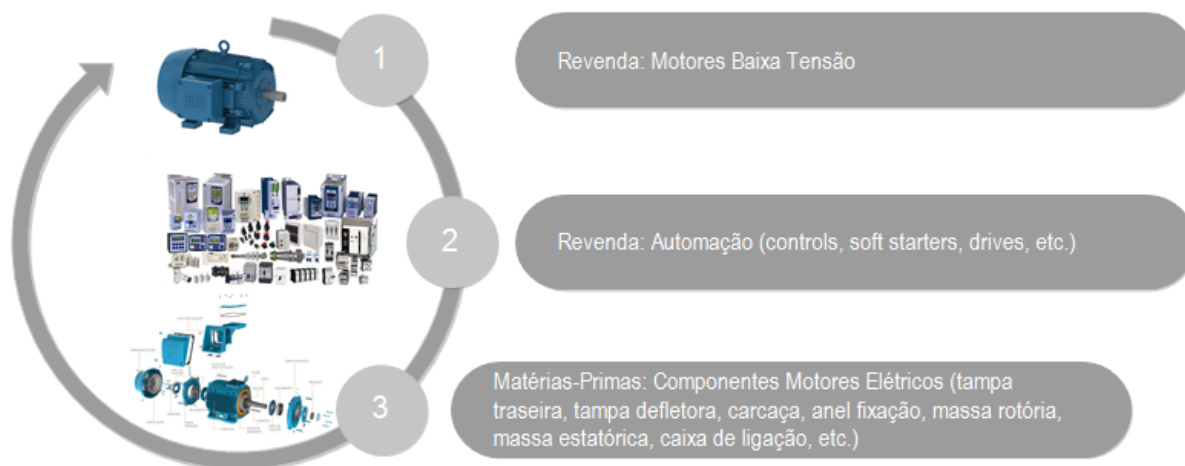 1
Revenda: Motores Baixa Tensão
2
Revenda: Automação (controls, soft starters, drives, etc.)
3
Matérias-Primas: Componentes Motores Elétricos (tampa
traseira, tampa defletora, carcaça, anel fixação, massa rotória,
massa estatórica, caixa de ligação, etc.)